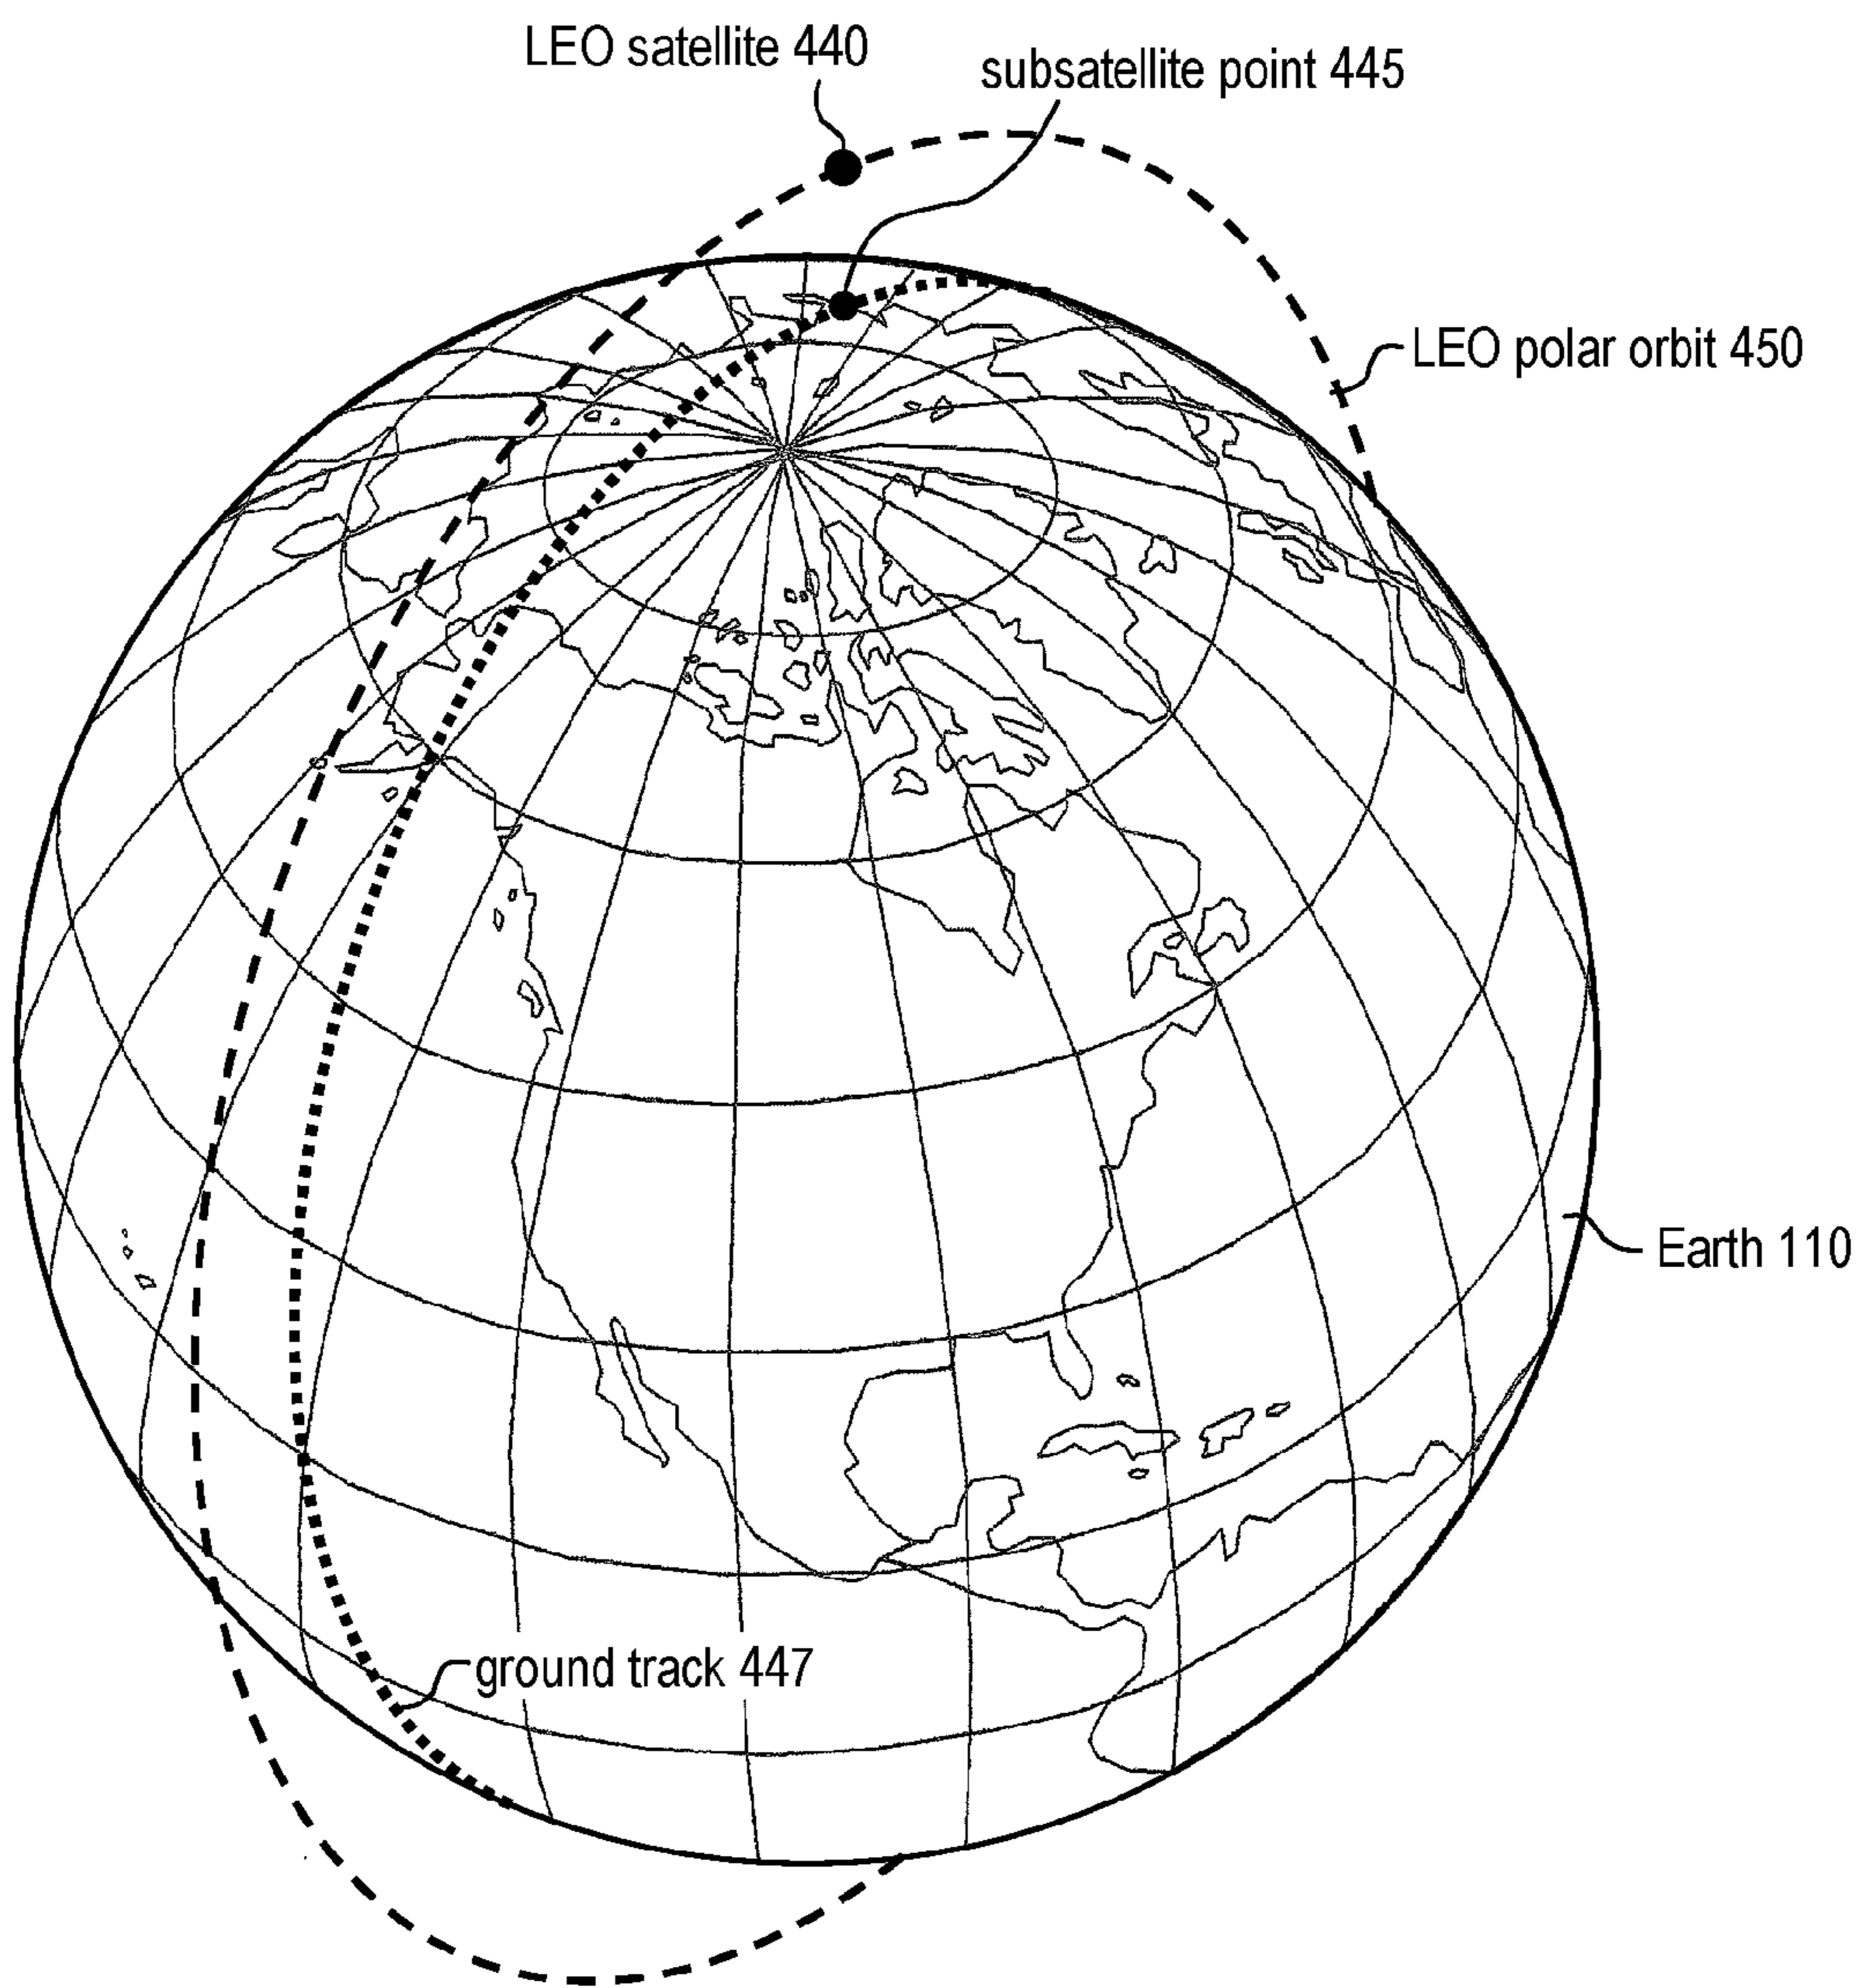 LEO satellite 440
subsatellite point 445
LEO polar orbit 450
Earth 110
ground track 447